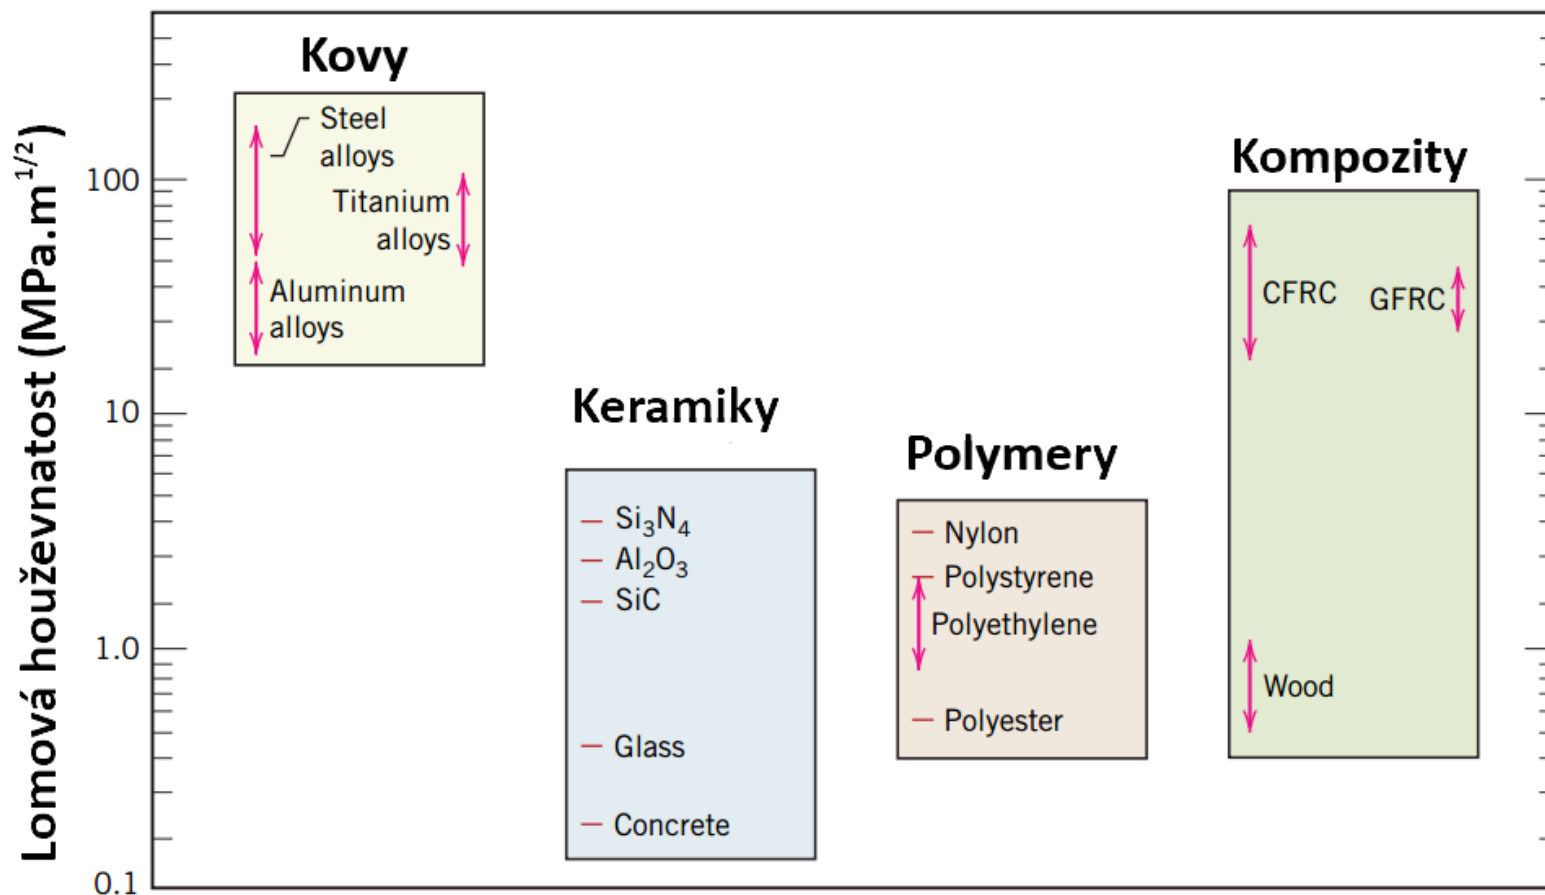 Lomová houževnatost (MPa.m^1/2)
100
10
1.0
0.1
Kovy
Steel
alloys
Titanium
alloys
Aluminum
alloys
Keramiky
Si₃N₄
Al₂O₃
SiC
Glass
Concrete
Polymery
Nylon
Polystyrene
Polyethylene
Polyester
Kompozity
CFRC
GFRC
Wood